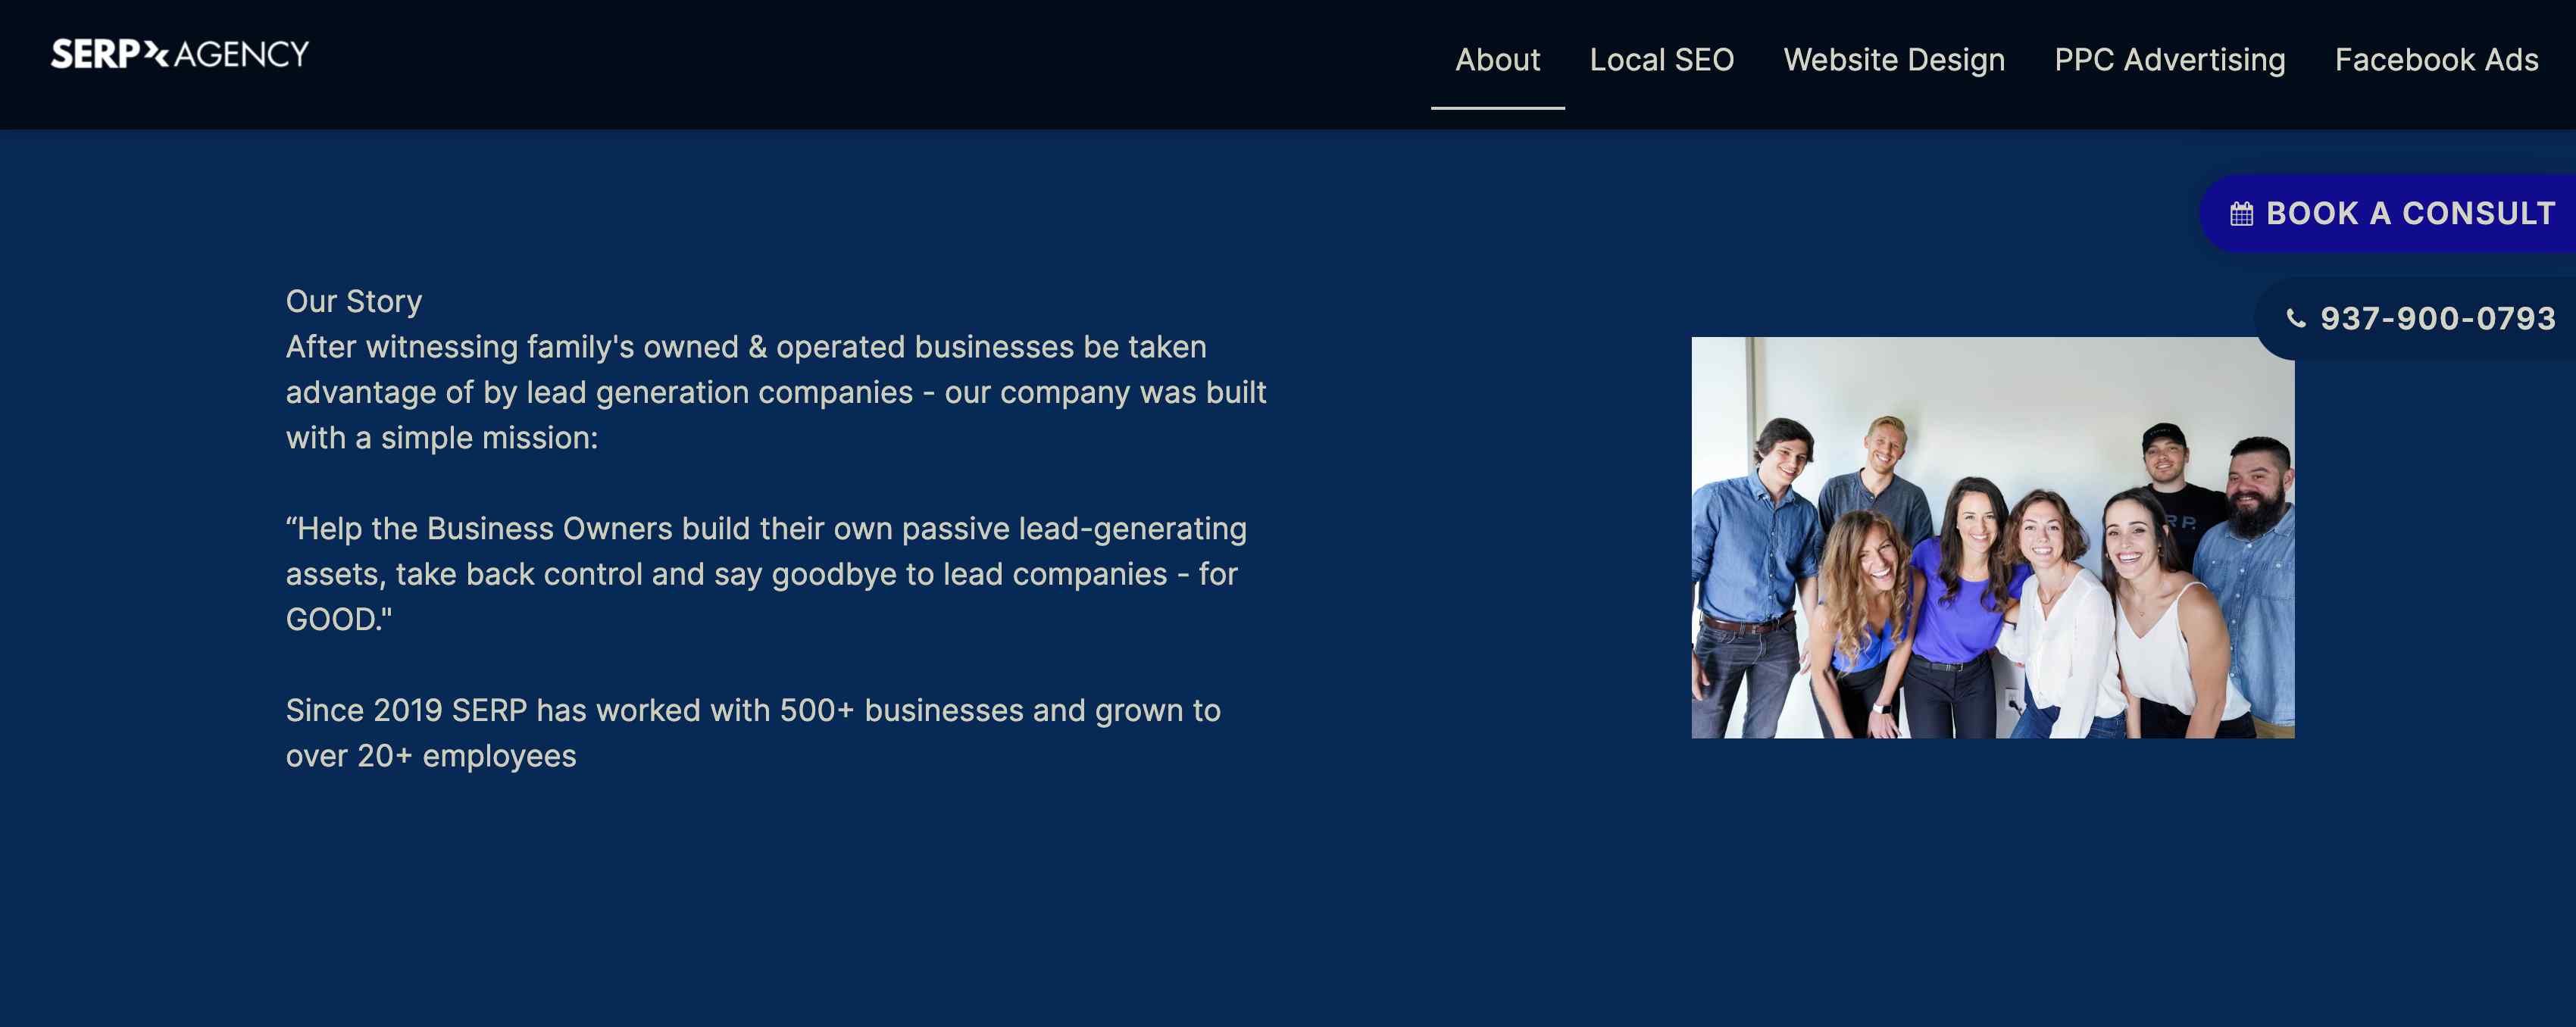 SERP AGENCY
About Local SEO Website Design PPC Advertising Facebook Ads
BOOK A CONSULT
937-900-0793
Our Story
After witnessing family's owned & operated businesses be taken
advantage of by lead generation companies - our company was built
with a simple mission:
“Help the Business Owners build their own passive lead-generating
assets, take back control and say goodbye to lead companies - for
GOOD."
Since 2019 SERP has worked with 500+ businesses and grown to
over 20+ employees